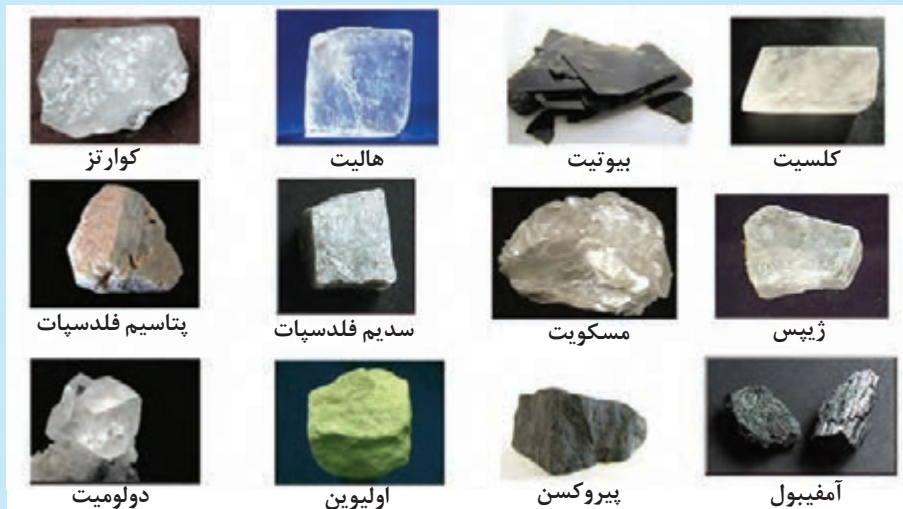 کلسیت بیوتیت هالیت کوارتز
ژیپس مسکویت سدیم فلدسپات پتاسیم فلدسپات
آمفیبول پیروکسن اولیوین دولومیت